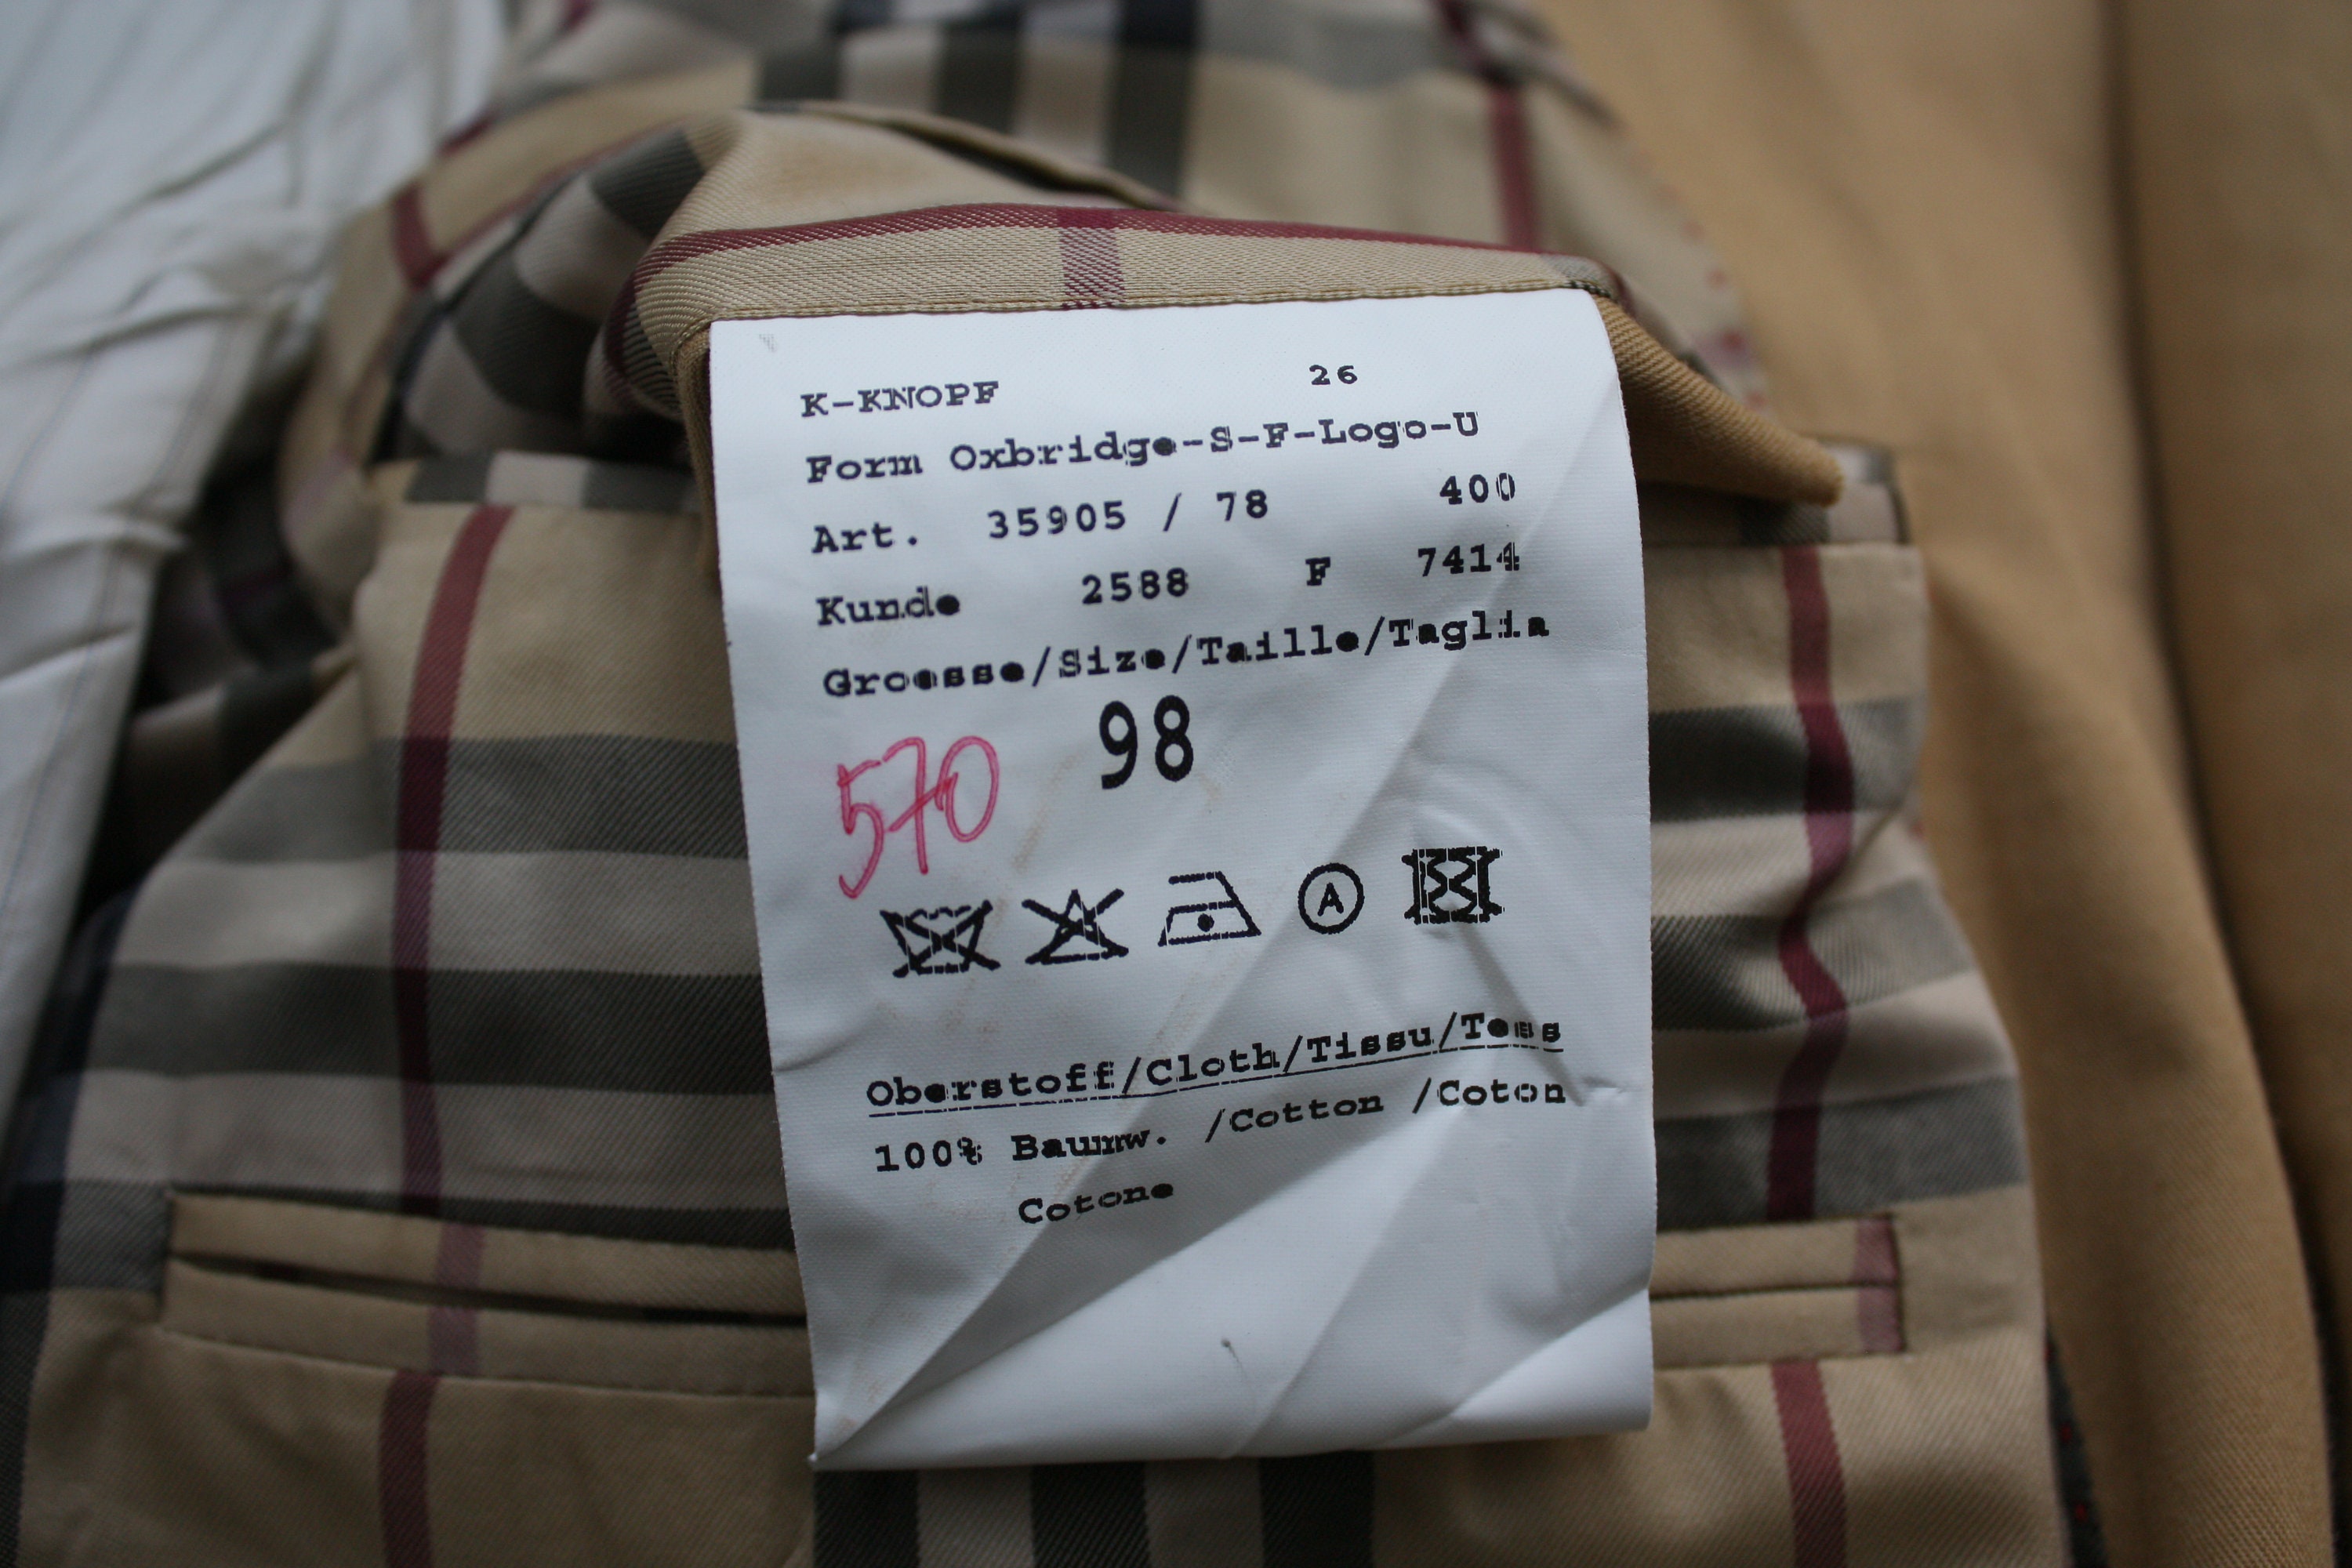 K-KNOPF 26
Form Oxbridge-S-F-Logo-U
Art. 35905 / 78 400
Kunde 2588 F 7414
Groesse/Size/Taille/Taglia
98
570
A
Oberstoff/Cloth/Tissu/Tess
100% Baumw. /Cotton /Coton
Cotone